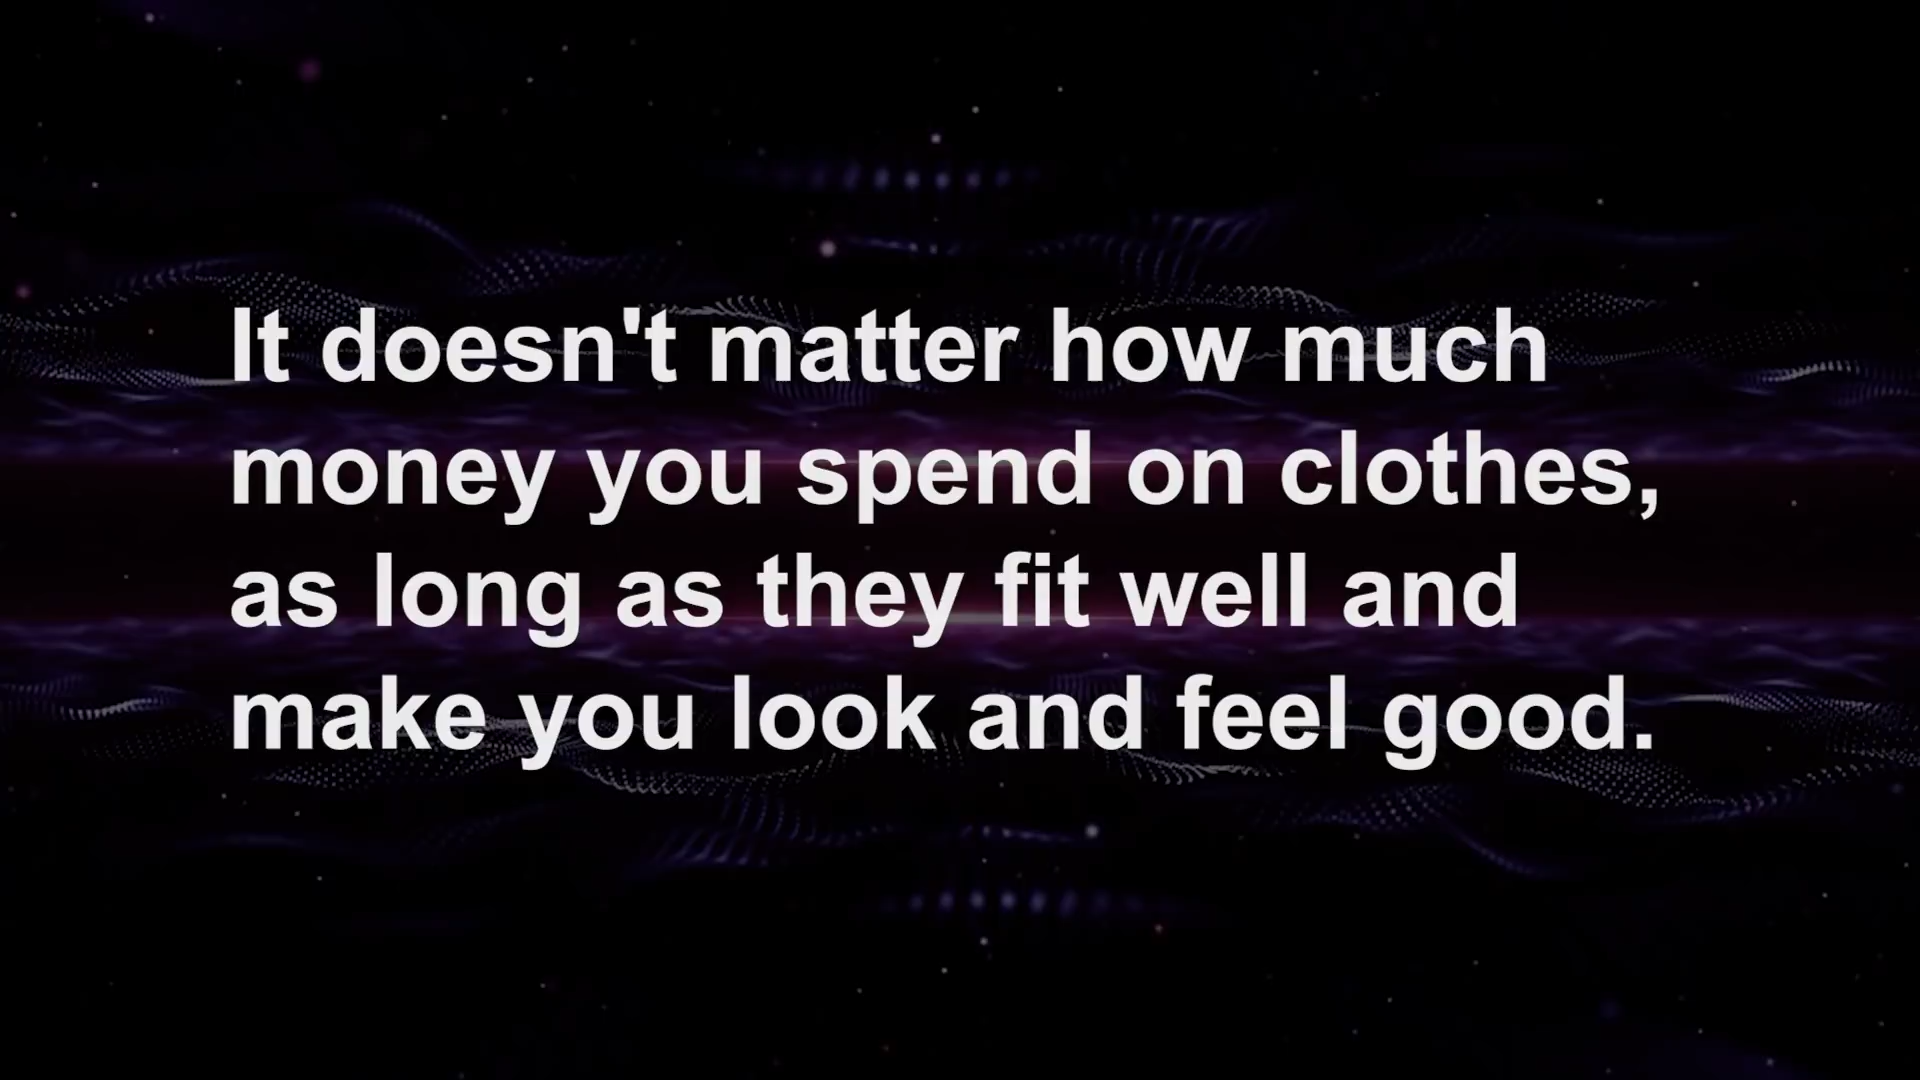 It doesn't matter how much
money you spend on clothes,
as long as they fit well and
make you look and feel good.